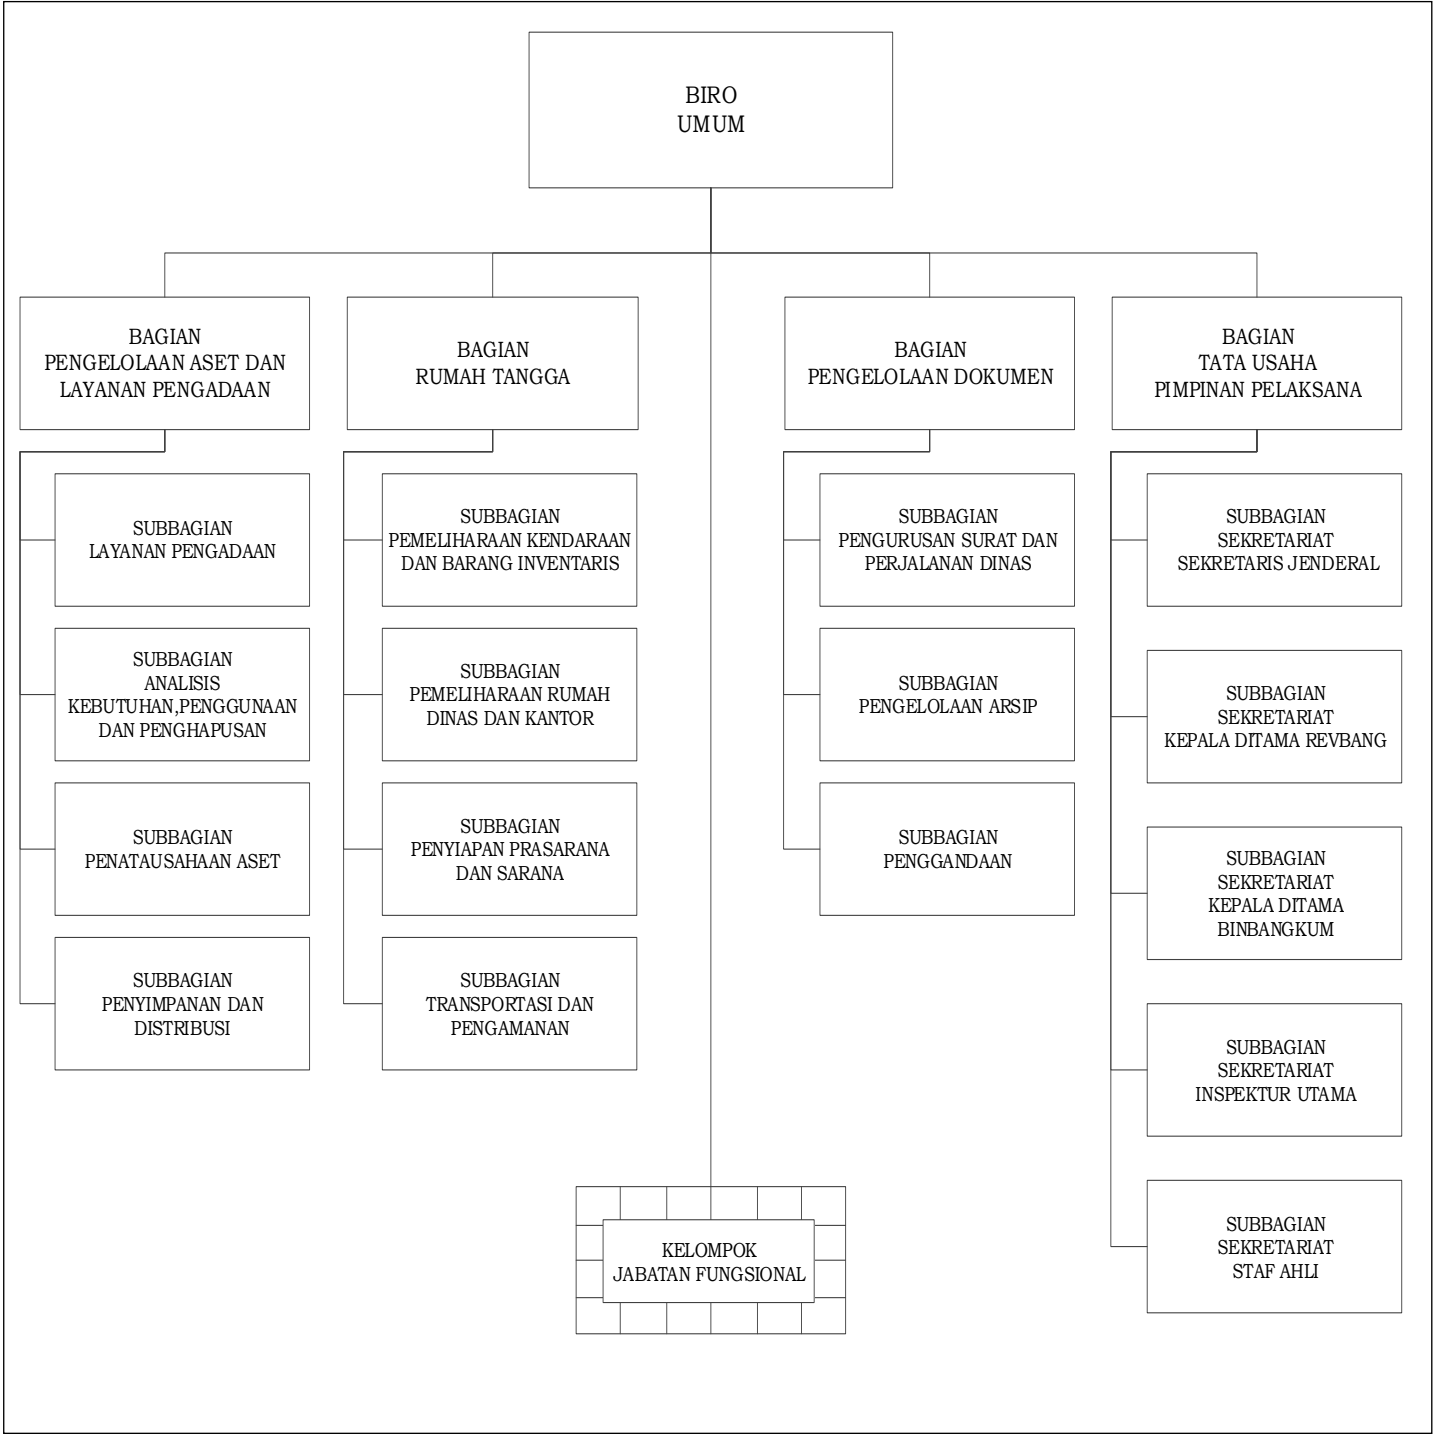 BIRO
UMUM
BAGIAN
PENGELOLAAN ASET DAN
LAYANAN PENGADAAN
BAGIAN
RUMAH TANGGA
BAGIAN
PENGELOLAAN DOKUMEN
BAGIAN
TATA USAHA
PIMPINAN PELAKSANA
SUBBAGIAN
LAYANAN PENGADAAN
SUBBAGIAN
ANALISIS
KEBUTUHAN,PENGGUNAAN
DAN PENGHAPUSAN
SUBBAGIAN
PENATAUSAHAAN ASET
SUBBAGIAN
PENYIMPANAN DAN
DISTRIBUSI
SUBBAGIAN
PEMELIHARAAN KENDARAAN
DAN BARANG INVENTARIS
SUBBAGIAN
PEMELIHARAAN RUMAH
DINAS DAN KANTOR
SUBBAGIAN
PENYIAPAN PRASARANA
DAN SARANA
SUBBAGIAN
TRANSPORTASI DAN
PENGAMANAN
SUBBAGIAN
PENGURUSAN SURAT DAN
PERJALANAN DINAS
SUBBAGIAN
PENGELOLAAN ARSIP
SUBBAGIAN
PENGGANDAAN
SUBBAGIAN
SEKRETARIAT
SEKRETARIS JENDERAL
SUBBAGIAN
SEKRETARIAT
KEPALA DITAMA REVBANG
SUBBAGIAN
SEKRETARIAT
KEPALA DITAMA
BINBANGKUM
SUBBAGIAN
SEKRETARIAT
INSPEKTUR UTAMA
SUBBAGIAN
SEKRETARIAT
STAF AHLI
KELOMPOK
JABATAN FUNGSIONAL